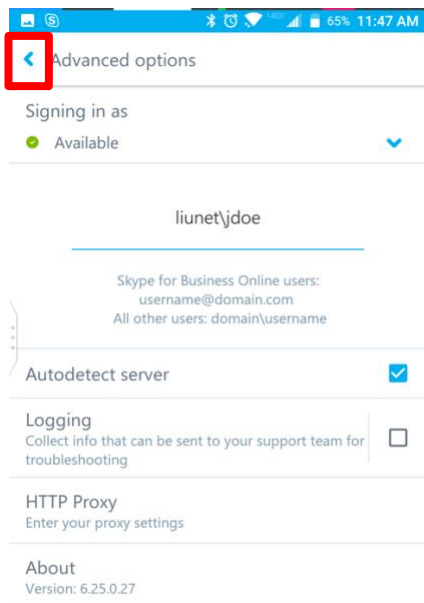 65% 11:47 AM
Advanced options
Signing in as
Available
liunet\jdoe
Skype for Business Online users:
username@domain.com
All other users: domain\username
Autodetect server
Logging
Collect info that can be sent to your support team for
troubleshooting
HTTP Proxy
Enter your proxy settings
About
Version: 6.25.0.27